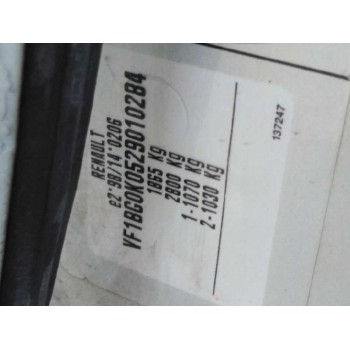 RENAULT
e2*98/14*0206
VF1BG0K0529010284
1865 Kg
2800 Kg
1-1070 Kg
2-1030 Kg
137247